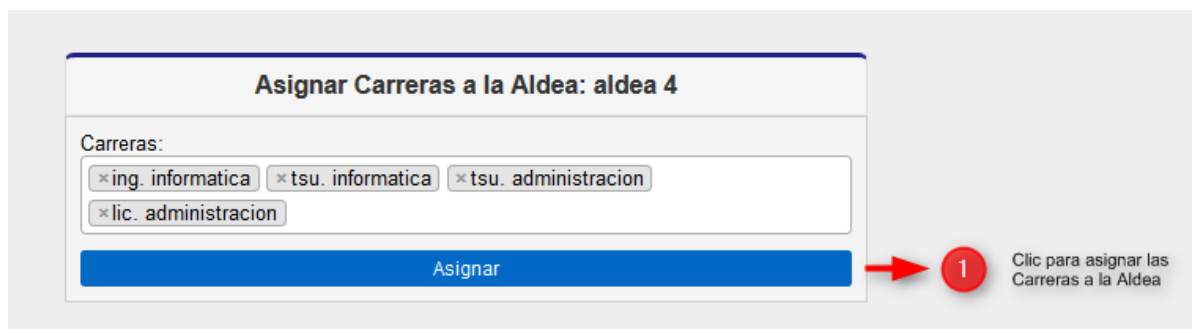 Asignar Carreras a la Aldea: aldea 4
Carreras:
×ing. informatica ×tsu. informatica ×tsu. administracion
×lic. administracion
Asignar
1
Clic para asignar las
Carreras a la Aldea